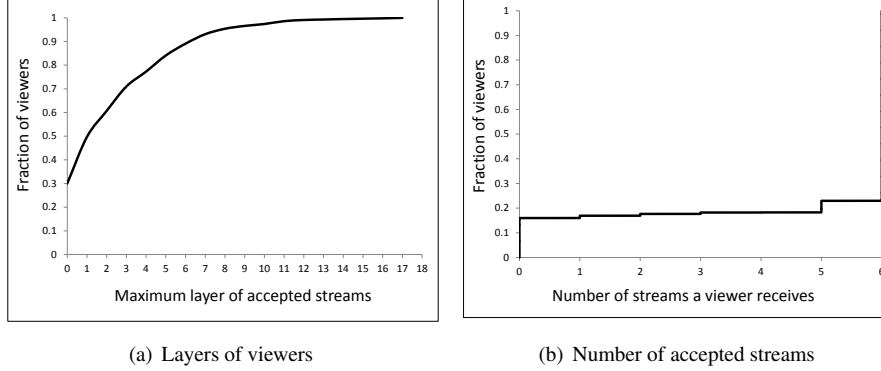 1
0.9
0.8
0.7
0.6
0.5
0.4
0.3
0.2
0.1
0
Fraction of viewers
0 1 2 3 4 5 6 7 8 9 10 11 12 13 14 15 16 17 18
Maximum layer of accepted streams
(a) Layers of viewers
1
0.9
0.8
0.7
0.6
0.5
0.4
0.3
0.2
0.1
0
Fraction of viewers
0 1 2 3 4 5 6
Number of streams a viewer receives
(b) Number of accepted streams